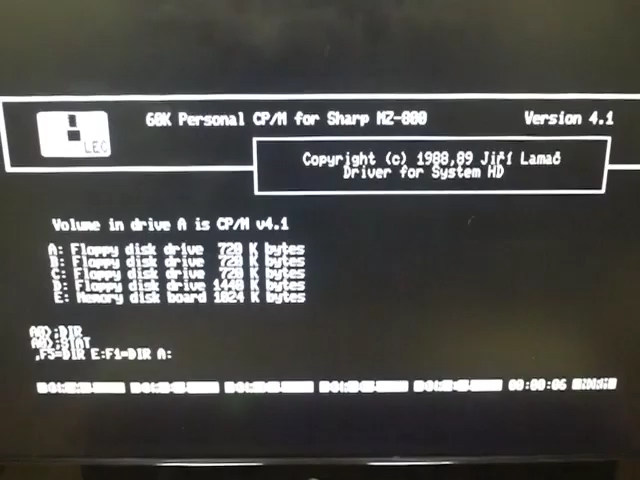 LEC
60K Personal CP/M for Sharp MZ-800 Version 4.1
Copyright (c) 1988,89 Jiří Lamač
Driver for System HD
Volume in drive A is CP/M v4.1
A: Floppy disk drive 720 K bytes
B: Floppy disk drive 720 K bytes
C: Floppy disk drive 720 K bytes
D: Floppy disk drive 1440 K bytes
E: Memory disk board 1024 K bytes
A0>;DIR
A0>;STAT
,F5=DIR E:F1=DIR A:
00:00:06